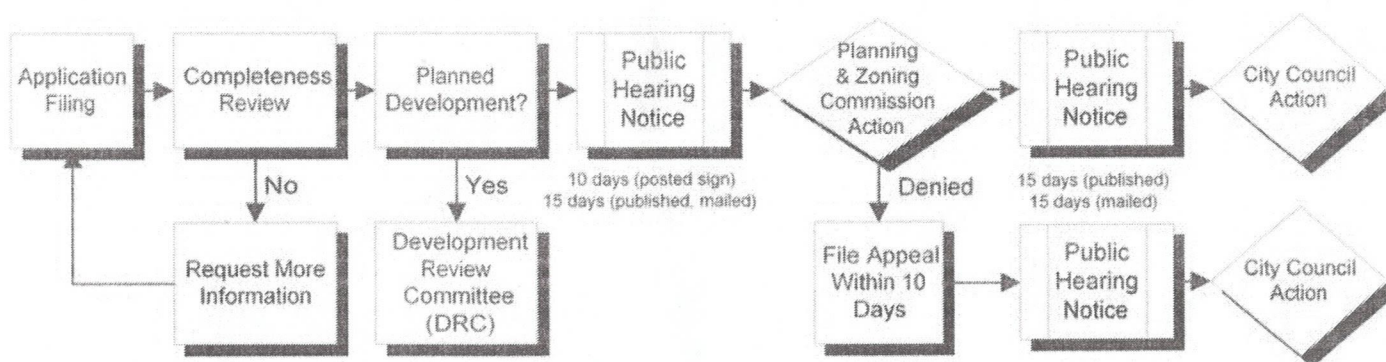 Application
Filing
Completeness
Review
Planned
Development?
Public
Hearing
Notice
Planning
& Zoning
Commission
Action
Public
Hearing
Notice
City Council
Action
No
Yes
10 days (posted sign)
15 days (published, mailed)
Denied
15 days (published)
15 days (mailed)
Request More
Information
Development
Review
Committee
(DRC)
File Appeal
Within 10
Days
Public
Hearing
Notice
City Council
Action